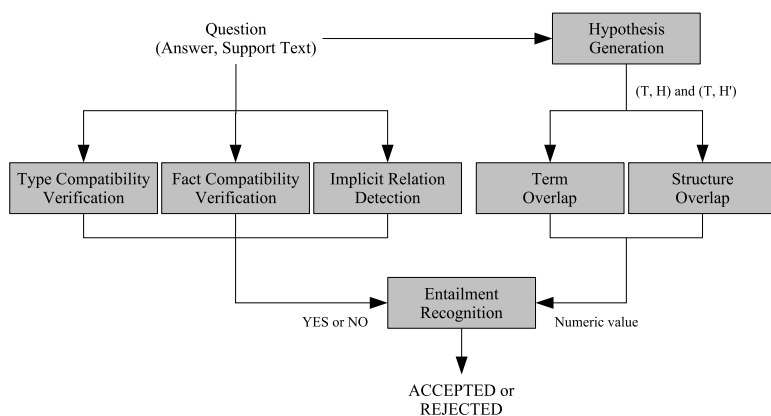 Question
(Answer, Support Text)
Hypothesis
Generation
(T, H) and (T, H')
Type Compatibility
Verification
Fact Compatibility
Verification
Implicit Relation
Detection
Term
Overlap
Structure
Overlap
Entailment
Recognition
YES or NO
Numeric value
ACCEPTED or
REJECTED